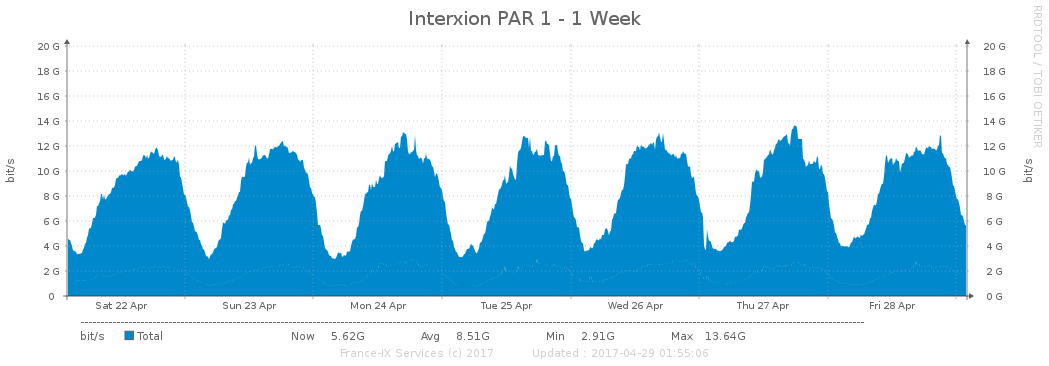 Interxion PAR 1 - 1 Week
RRDTOOL / TOBI OETIKER
20 G 20 G
18 G 18 G
16 G 16 G
14 G 14 G
12 G 12 G
10 G 10 G
8 G 8 G
6 G 6 G
4 G 4 G
2 G 2 G
0 0 G
bit/s
bit/s
Sat 22 Apr Sun 23 Apr Mon 24 Apr Tue 25 Apr Wed 26 Apr Thu 27 Apr Fri 28 Apr
bit/s Total Now 5.62G Avg 8.51G Min 2.91G Max 13.64G
France-IX Services (c) 2017 Updated : 2017-04-29 01:55:06